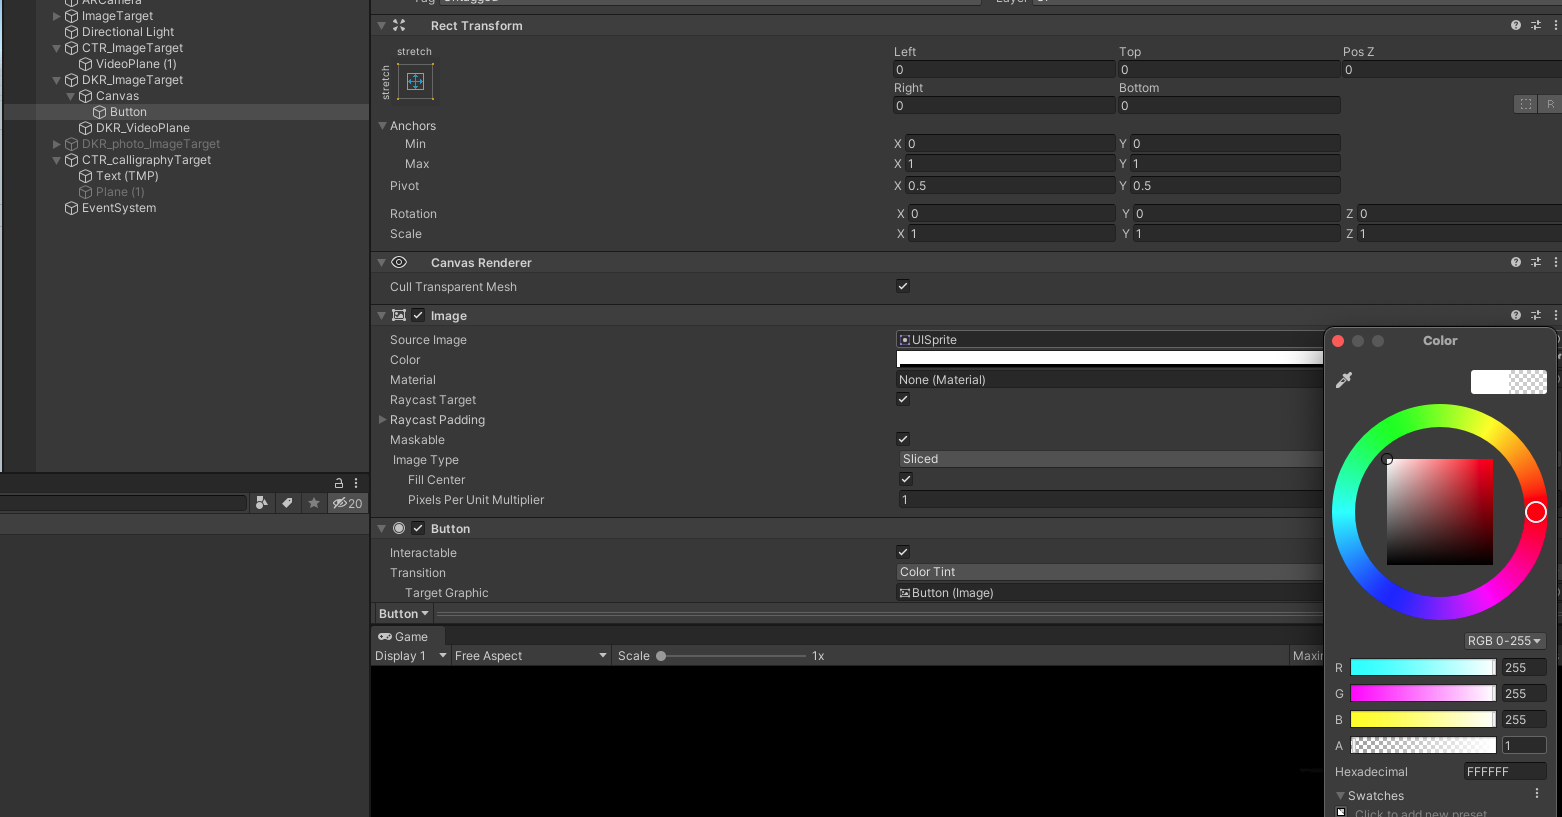 ARCamera
Tag Untagged Layer UI
ImageTarget
Directional Light
CTR_ImageTarget
VideoPlane (1)
DKR_ImageTarget
Canvas
Button
DKR_VideoPlane
DKR_photo_ImageTarget
CTR_calligraphyTarget
Text (TMP)
Plane (1)
EventSystem
20
Rect Transform
stretch
stretch
Left Top Pos Z
0 0 0
Right Bottom
0 0
R
Anchors
Min X 0 Y 0
Max X 1 Y 1
Pivot X 0.5 Y 0.5
Rotation X 0 Y 0 Z 0
Scale X 1 Y 1 Z 1
Canvas Renderer
Cull Transparent Mesh
Image
Source Image UISprite
Color
Material None (Material)
Raycast Target
Raycast Padding
Maskable
Image Type Sliced
Fill Center
Pixels Per Unit Multiplier 1
Button
Interactable
Transition Color Tint
Target Graphic Button (Image)
Button
Game
Display 1 Free Aspect Scale 1x
Color
RGB 0-255
R 255
G 255
B 255
A 1
Hexadecimal FFFFFF
Swatches
Click to add new preset